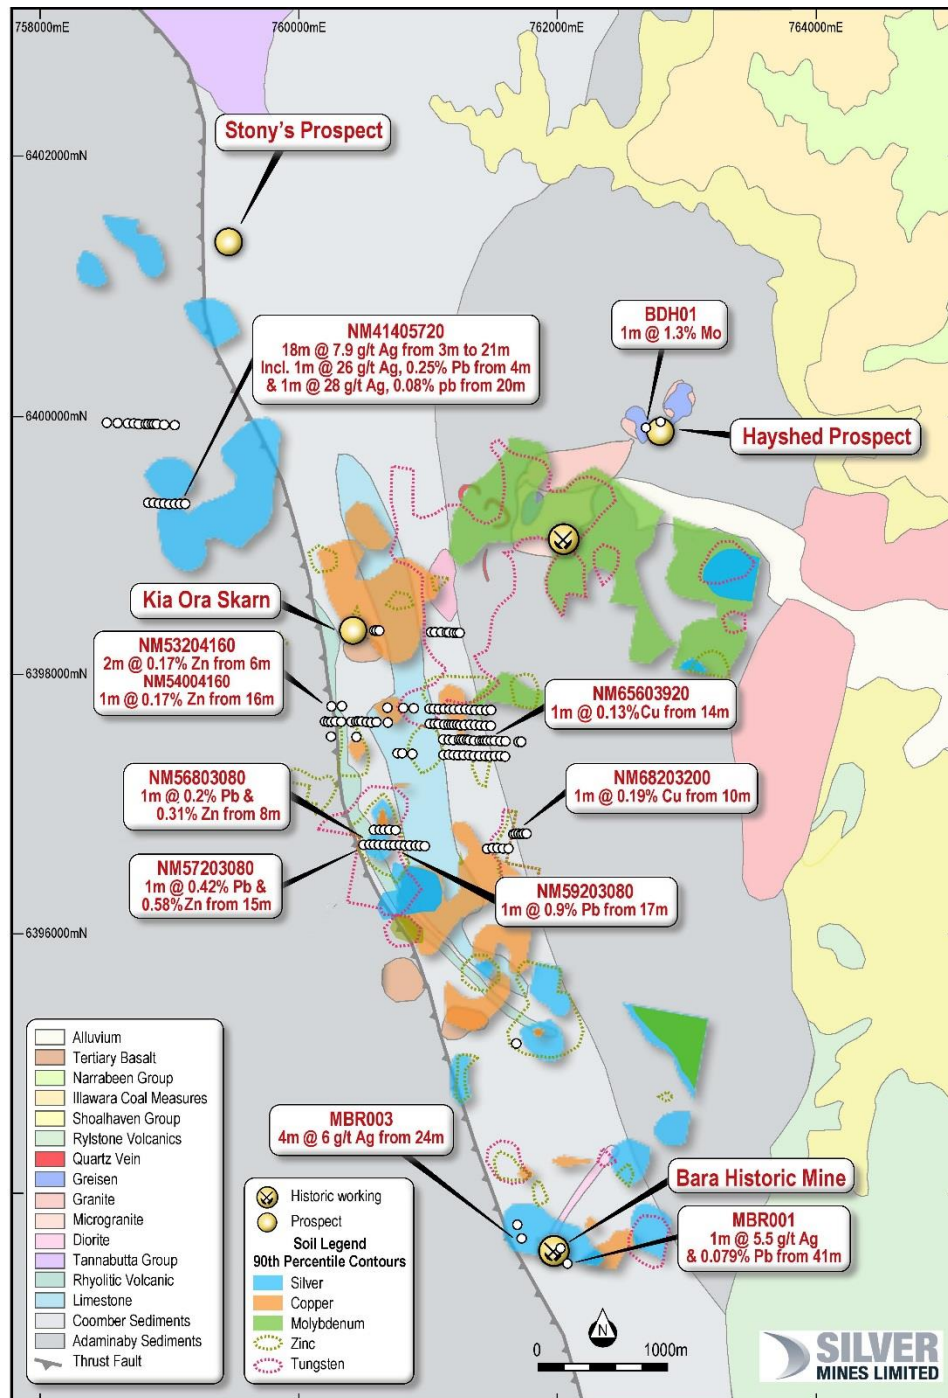 758000mE
760000mE
762000mE
764000mE
6402000mN
Stony's Prospect
NM41405720
18m @ 7.9 g/t Ag from 3m to 21m
Incl. 1m @ 26 g/t Ag, 0.25% Pb from 4m
& 1m @ 28 g/t Ag, 0.08% pb from 20m
BDH01
1m @ 1.3% Mo
6400000mN
Hayshed Prospect
Kia Ora Skarn
6398000mN
NM53204160
2m @ 0.17% Zn from 6m
NM54004160
1m @ 0.17% Zn from 16m
NM65603920
1m @ 0.13%Cu from 14m
NM56803080
1m @ 0.2% Pb &
0.31% Zn from 8m
NM68203200
1m @ 0.19% Cu from 10m
NM57203080
1m @ 0.42% Pb &
0.58%Zn from 15m
NM59203080
1m @ 0.9% Pb from 17m
6396000mN
Alluvium
Tertiary Basalt
Narrabeen Group
Illawara Coal Measures
Shoalhaven Group
Rylstone Volcanics
Quartz Vein
Greisen
Granite
Microgranite
Diorite
Tannabutta Group
Rhyolitic Volcanic
Limestone
Coomber Sediments
Adaminaby Sediments
Thrust Fault
MBR003
4m @ 6 g/t Ag from 24m
Bara Historic Mine
MBR001
1m @ 5.5 g/t Ag
& 0.079% Pb from 41m
Historic working
Prospect
Soil Legend
90th Percentile Contours
Silver
Copper
Molybdenum
Zinc
Tungsten
N
0
1000m
SILVER
MINES LIMITED